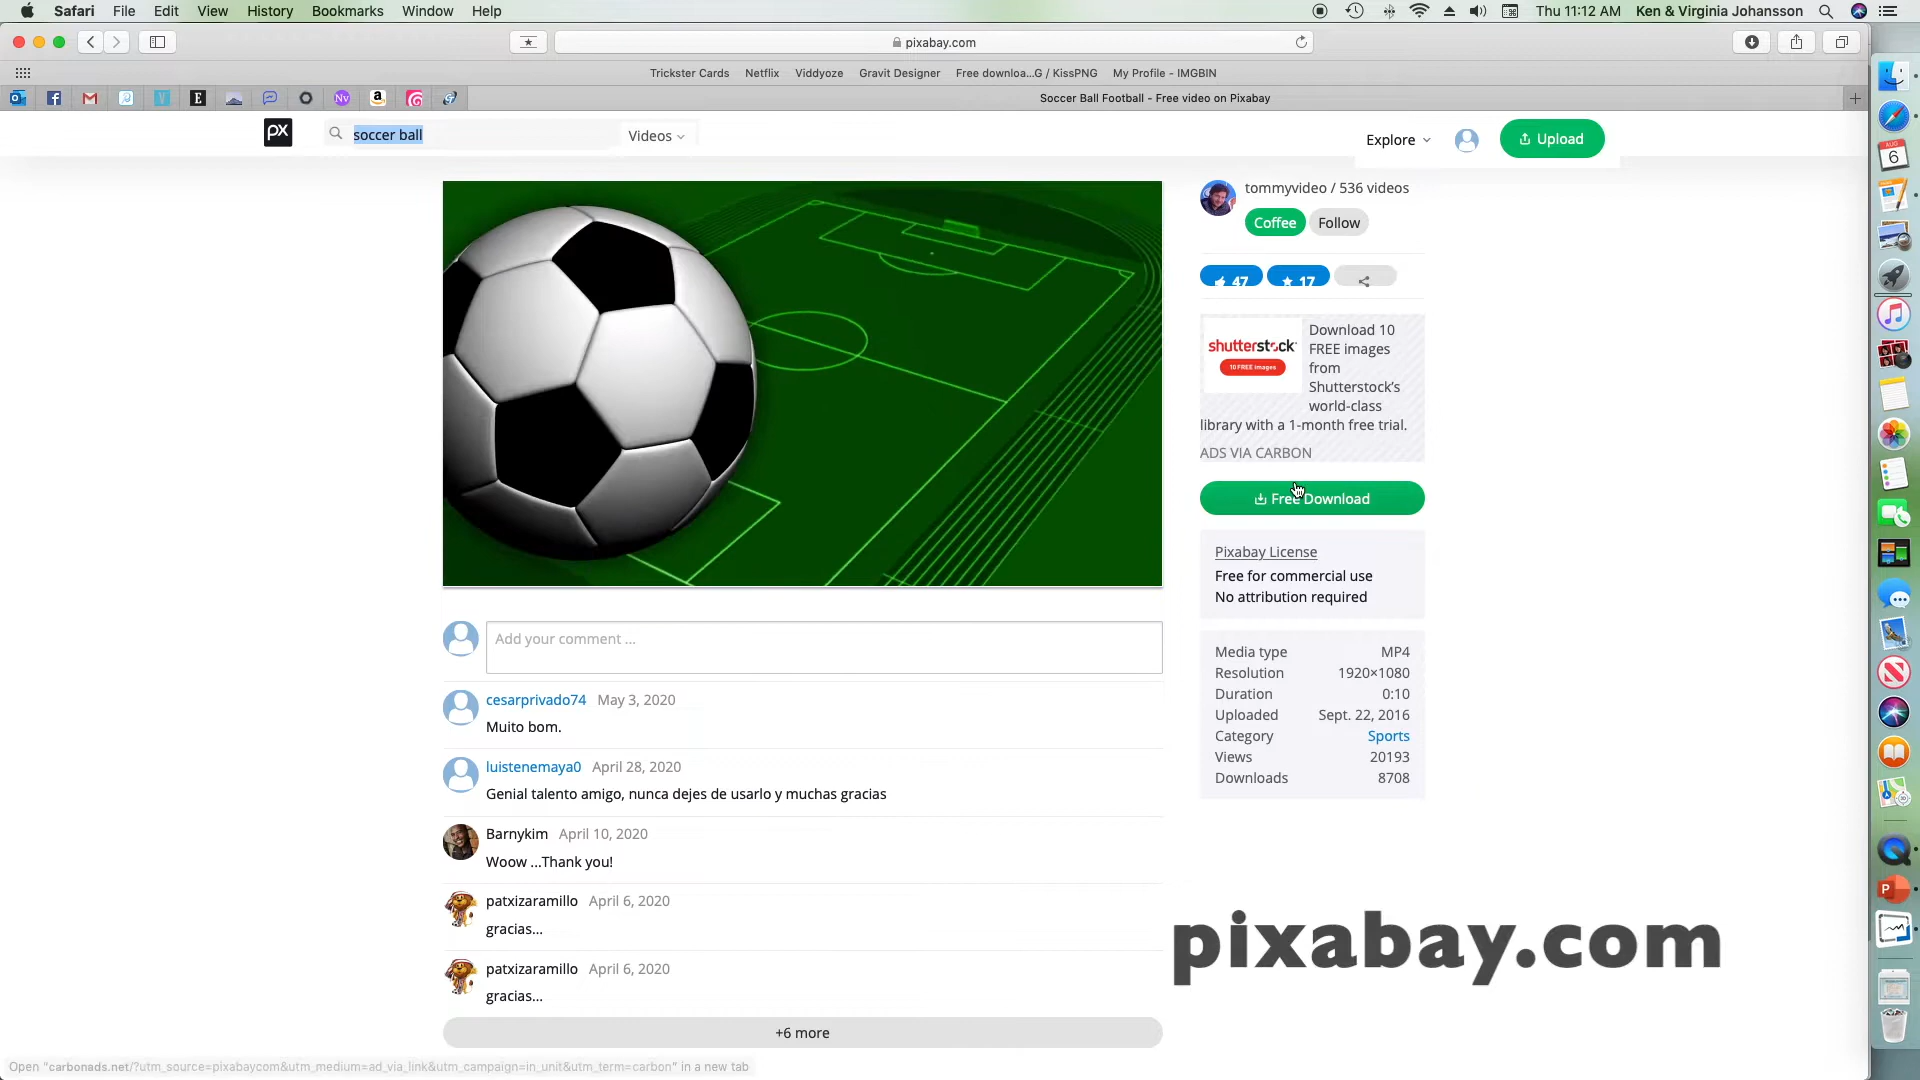 Safari File Edit View History Bookmarks Window Help
Thu 11:12 AM Ken & Virginia Johansson
pixabay.com
Trickster Cards Netflix Viddyoze Gravit Designer Free downloa...G / KissPNG My Profile - IMGBIN
Soccer Ball Football - Free video on Pixabay
px
soccer ball
Videos
Explore
Upload
tommyvideo / 536 videos
Coffee Follow
47 17
shutterstock
10 FREE images
Download 10
FREE images
from
Shutterstock's
world-class
library with a 1-month free trial.
ADS VIA CARBON
Free Download
Pixabay License
Free for commercial use
No attribution required
Media type MP4
Resolution 1920×1080
Duration 0:10
Uploaded Sept. 22, 2016
Category Sports
Views 20193
Downloads 8708
Add your comment ...
cesarprivado74 May 3, 2020
Muito bom.
luistenemaya0 April 28, 2020
Genial talento amigo, nunca dejes de usarlo y muchas gracias
Barnykim April 10, 2020
Woow ...Thank you!
patxizaramillo April 6, 2020
gracias...
patxizaramillo April 6, 2020
gracias...
+6 more
pixabay.com
Open "carbonads.net/?utm_source=pixabaycom&utm_medium=ad_via_link&utm_campaign=in_unit&utm_term=carbon" in a new tab
AUG
6